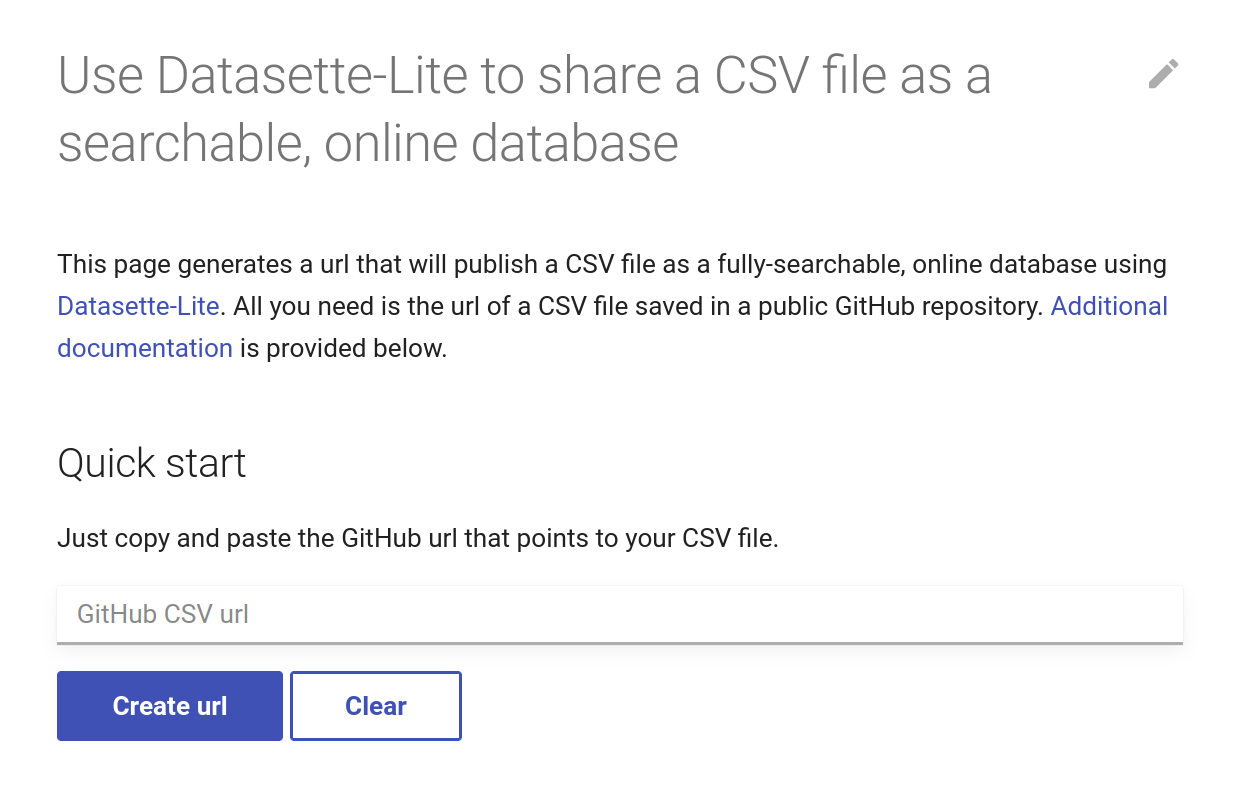 Use Datasette-Lite to share a CSV file as a
searchable, online database
This page generates a url that will publish a CSV file as a fully-searchable, online database using
Datasette-Lite. All you need is the url of a CSV file saved in a public GitHub repository. Additional
documentation is provided below.
Quick start
Just copy and paste the GitHub url that points to your CSV file.
GitHub CSV url
Create url Clear